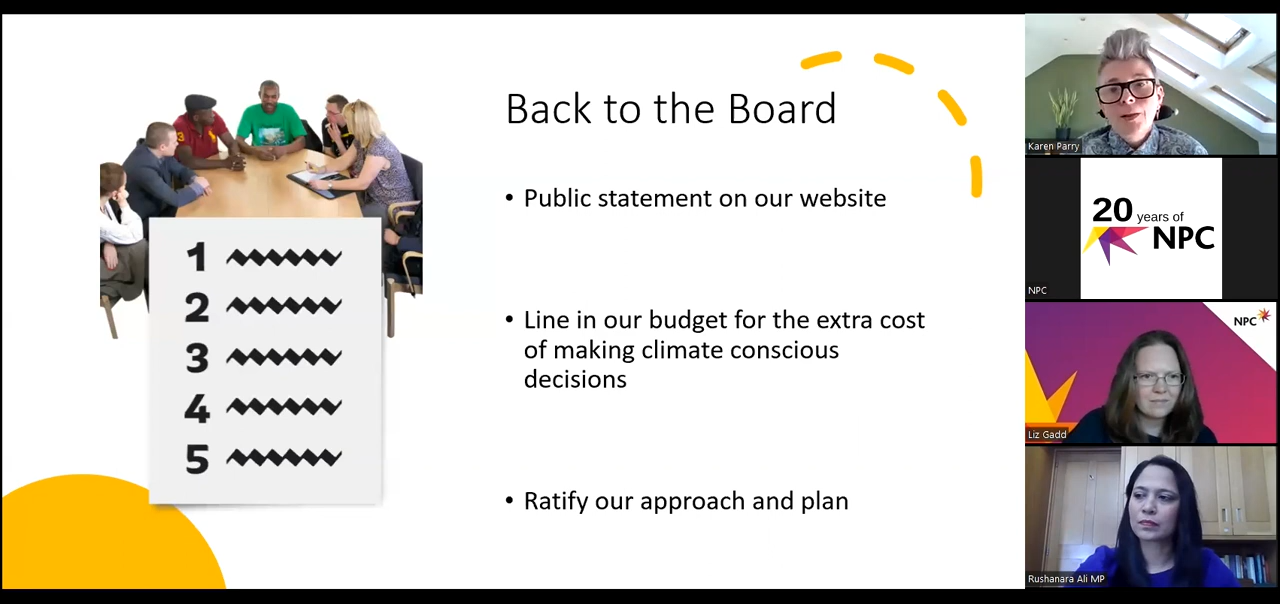 Back to the Board
• Public statement on our website
• Line in our budget for the extra cost
of making climate conscious
decisions
• Ratify our approach and plan
1
2
3
4
5
Karen Parry
20 years of
NPC
NPC
NPC
Liz Gadd
Rushanara Ali MP